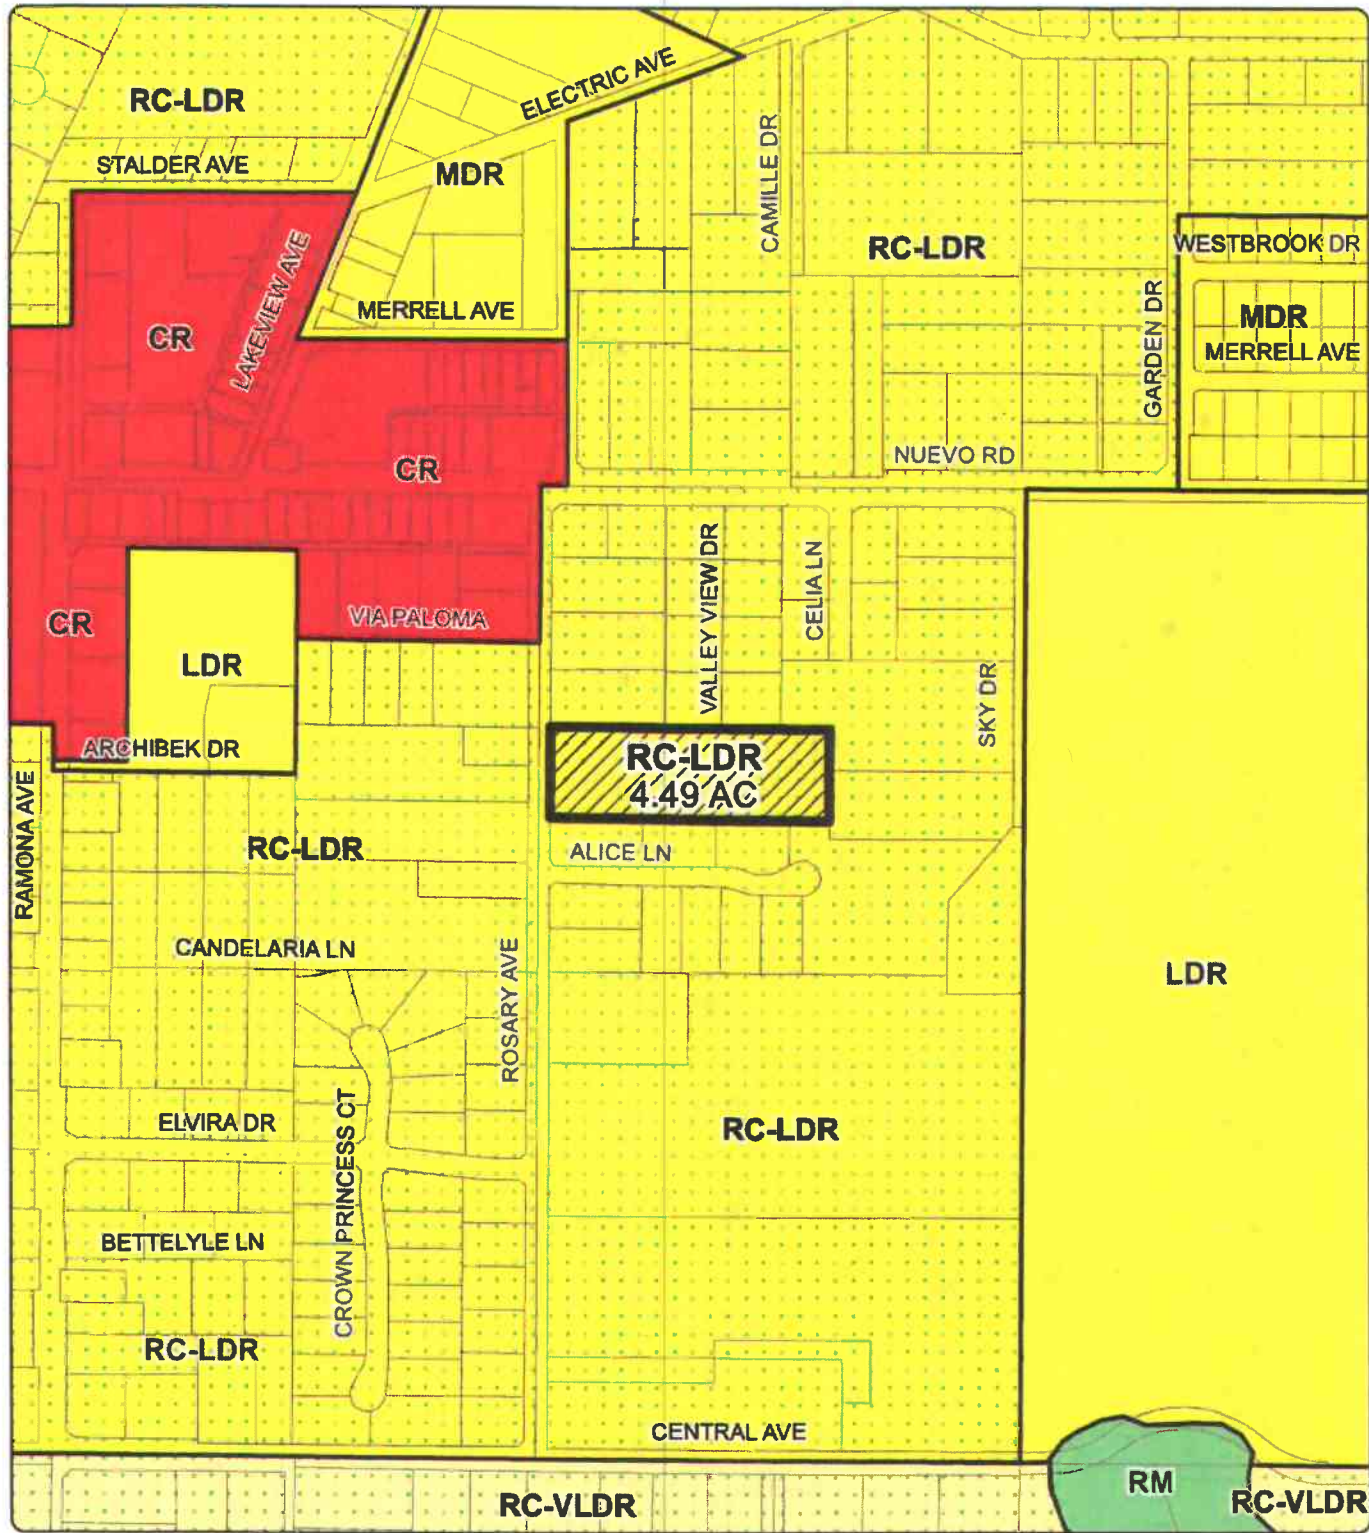 RC-LDR
STALDER AVE
ELECTRIC AVE
MDR
CAMILLE DR
RC-LDR
WESTBROOK DR
MDR
MERRELL AVE
GARDEN DR
LAKEVIEW AVE
MERRELL AVE
CR
CR
NUEVO RD
VALLEY VIEW DR
CELIA LN
CR
VIA PALOMA
LDR
SKY DR
ARCHIBEK DR
RC-LDR
4.49 AC
RAMONA AVE
RC-LDR
ALICE LN
CANDELARIA LN
ROSARY AVE
LDR
ELVIRA DR
CROWN PRINCESS CT
RC-LDR
BETTELYLE LN
RC-LDR
CENTRAL AVE
RM
RC-VLDR
RC-VLDR